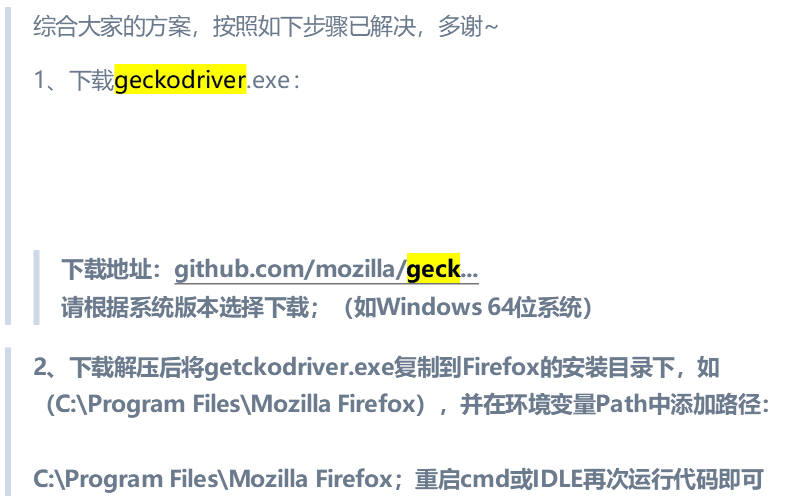 综合大家的方案，按照如下步骤已解决，多谢~
1、下载geckodriver.exe：
下载地址：github.com/mozilla/geck...
请根据系统版本选择下载；（如Windows 64位系统）
2、下载解压后将getckodriver.exe复制到Firefox的安装目录下，如
（C:\Program Files\Mozilla Firefox），并在环境变量Path中添加路径：
C:\Program Files\Mozilla Firefox；重启cmd或IDLE再次运行代码即可